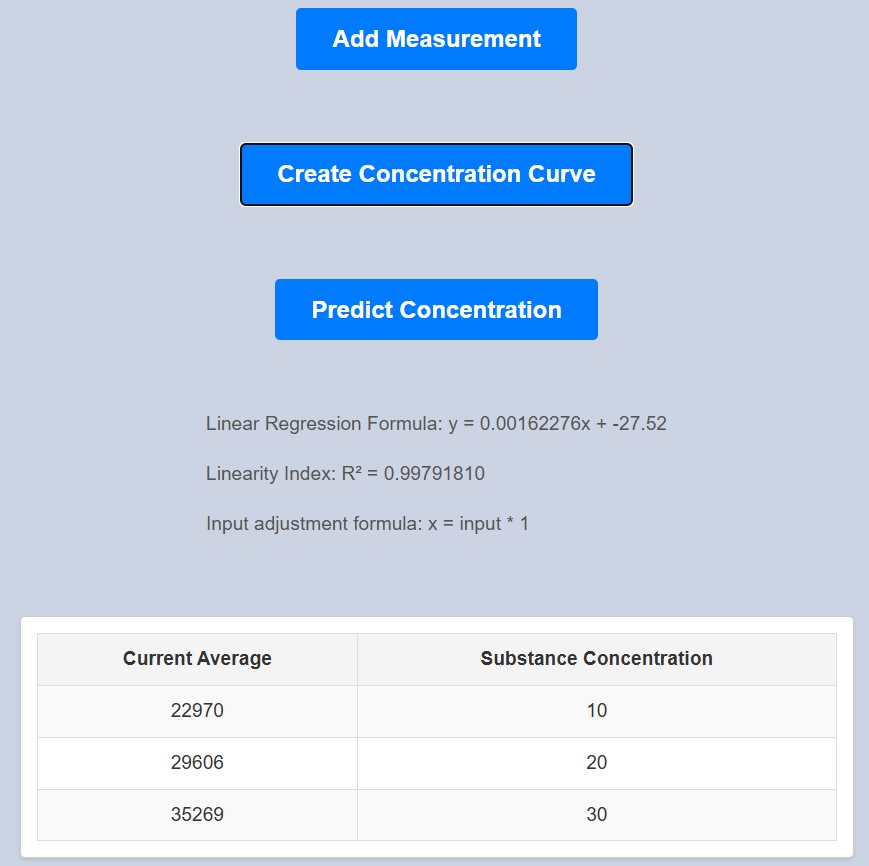 Add Measurement
Create Concentration Curve
Predict Concentration
Linear Regression Formula: y = 0.00162276x + -27.52
Linearity Index: R² = 0.99791810
Input adjustment formula: x = input * 1
Current Average Substance Concentration
22970 10
29606 20
35269 30